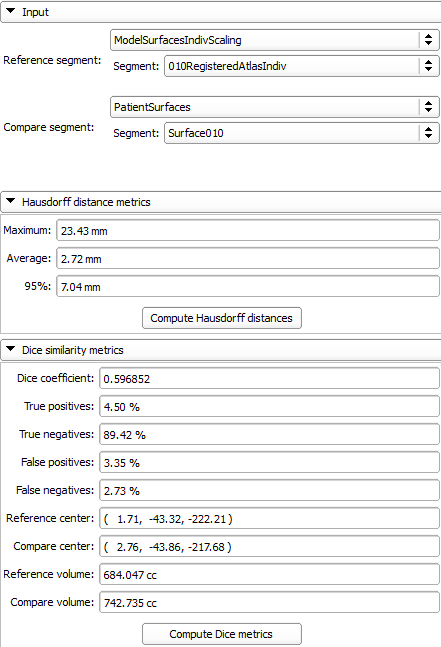 Input
Reference segment:
ModelSurfacesIndivScaling
Segment: 010RegisteredAtlasIndiv
Compare segment:
PatientSurfaces
Segment: Surface010
Hausdorff distance metrics
Maximum: 23.43 mm
Average: 2.72 mm
95%: 7.04 mm
Compute Hausdorff distances
Dice similarity metrics
Dice coefficient: 0.596852
True positives: 4.50 %
True negatives: 89.42 %
False positives: 3.35 %
False negatives: 2.73 %
Reference center: ( 1.71, -43.32, -222.21 )
Compare center: ( 2.76, -43.86, -217.68 )
Reference volume: 684.047 cc
Compare volume: 742.735 cc
Compute Dice metrics